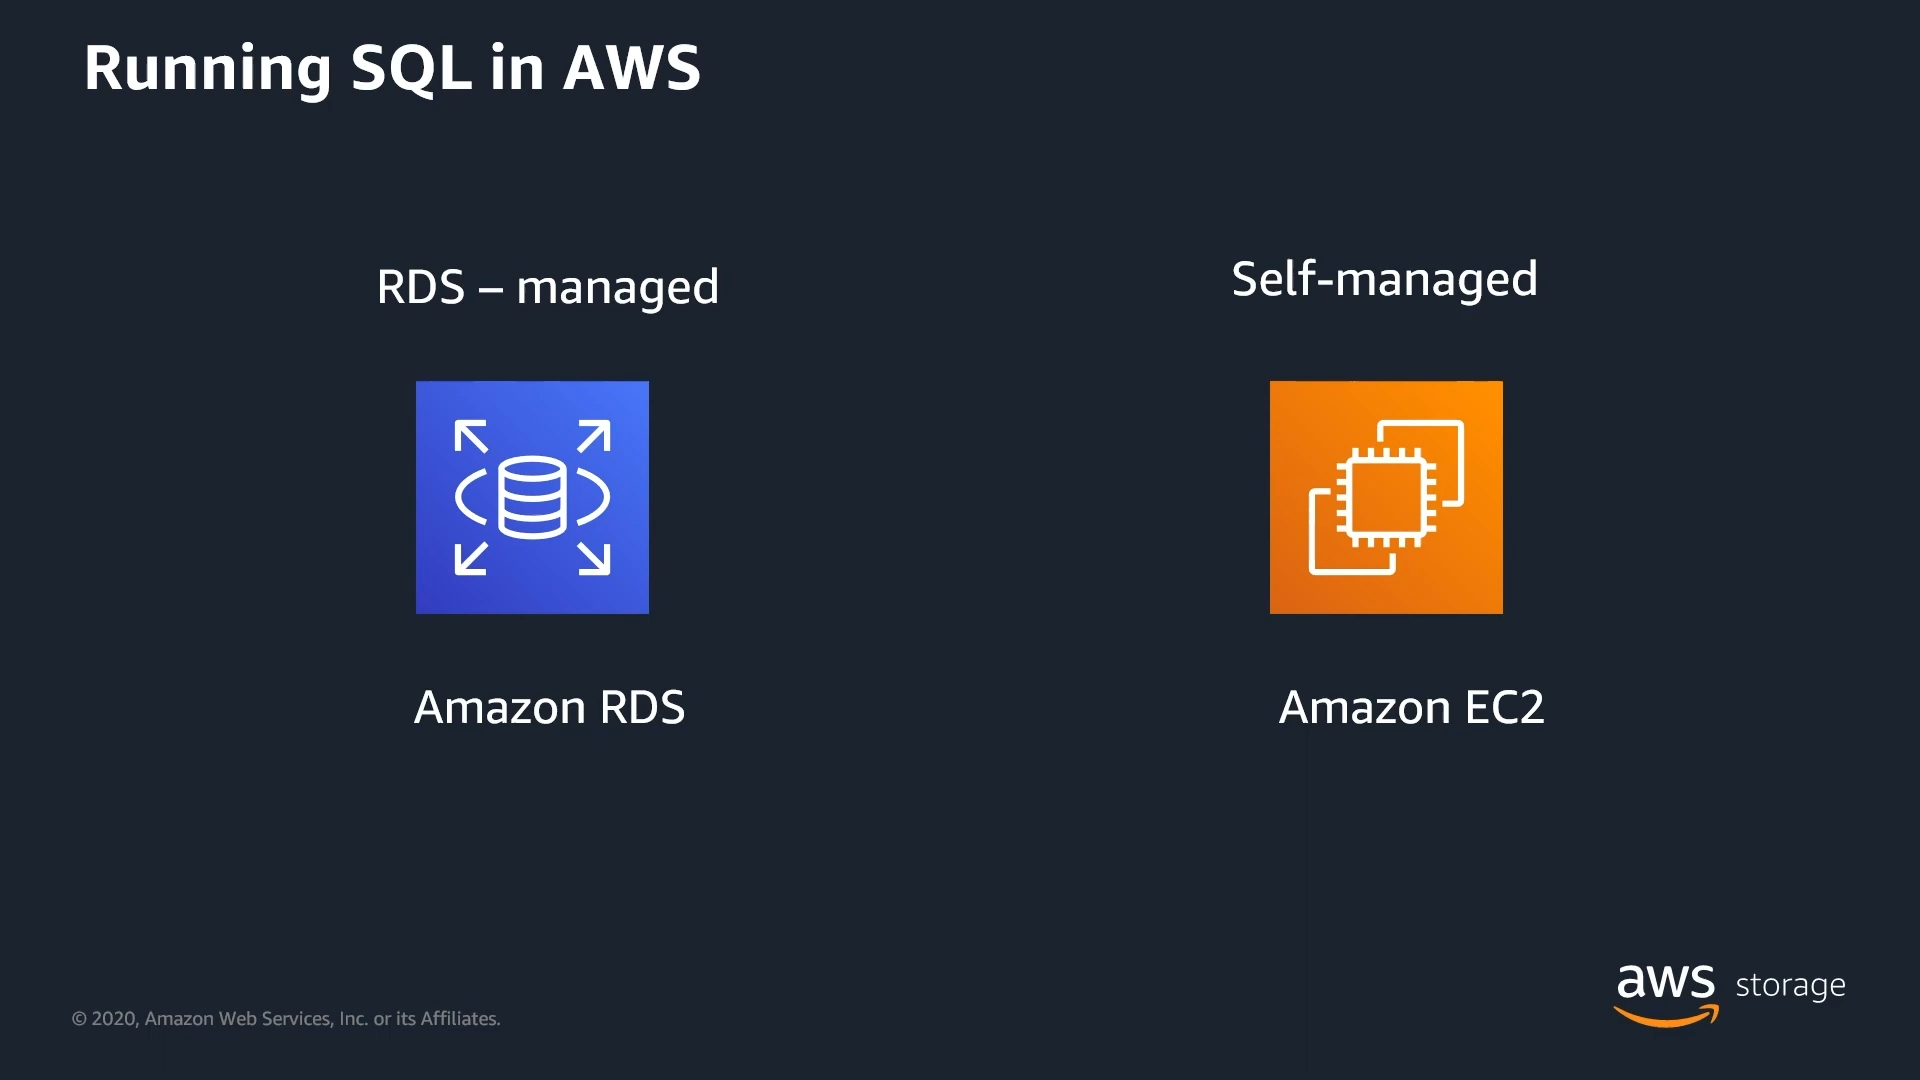 Running SQL in AWS
RDS – managed
Self-managed
Amazon RDS
Amazon EC2
aws storage
© 2020, Amazon Web Services, Inc. or its Affiliates.